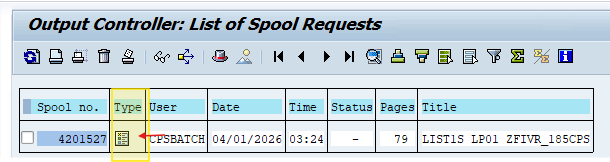 Output Controller: List of Spool Requests
Spool no. Type User Date Time Status Pages Title
4201527 CFSBATCH 04/01/2026 03:24 - 79 LIST1S LP01 ZFIVR_185CPS